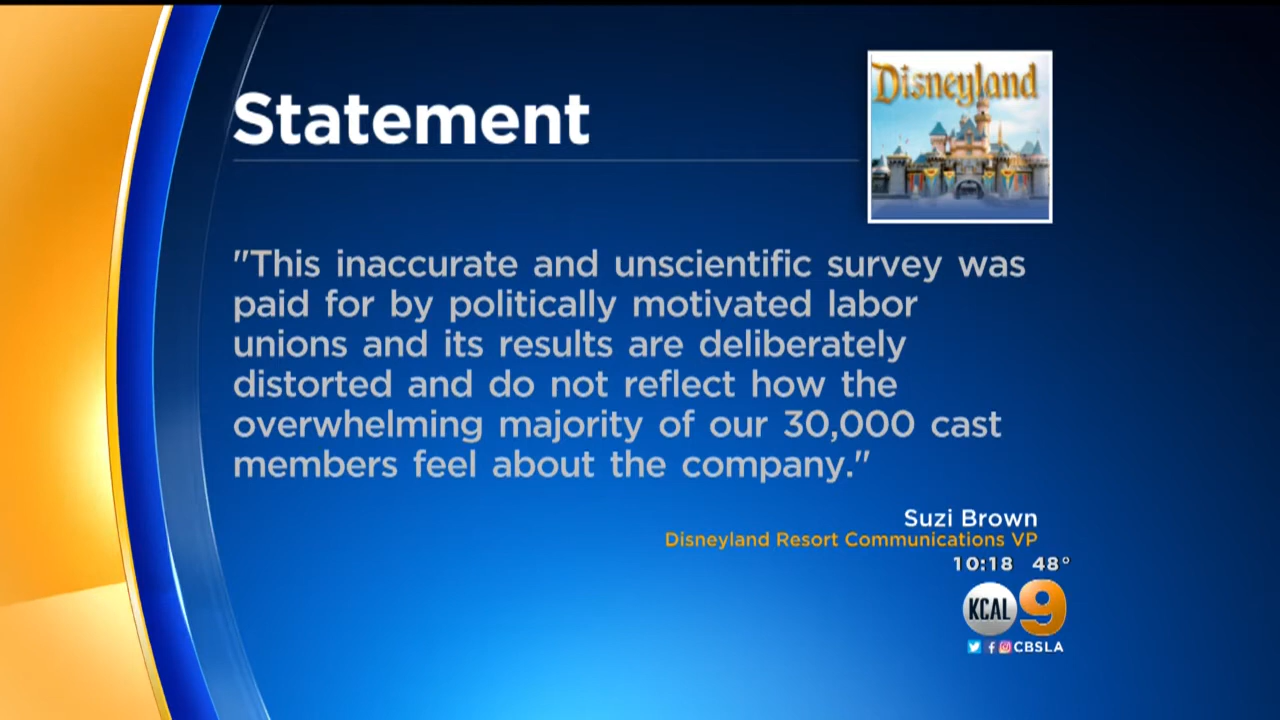 Disneyland
Statement
"This inaccurate and unscientific survey was
paid for by politically motivated labor
unions and its results are deliberately
distorted and do not reflect how the
overwhelming majority of our 30,000 cast
members feel about the company."
Suzi Brown
Disneyland Resort Communications VP
10:18 48°
KCAL 9
CBSLA